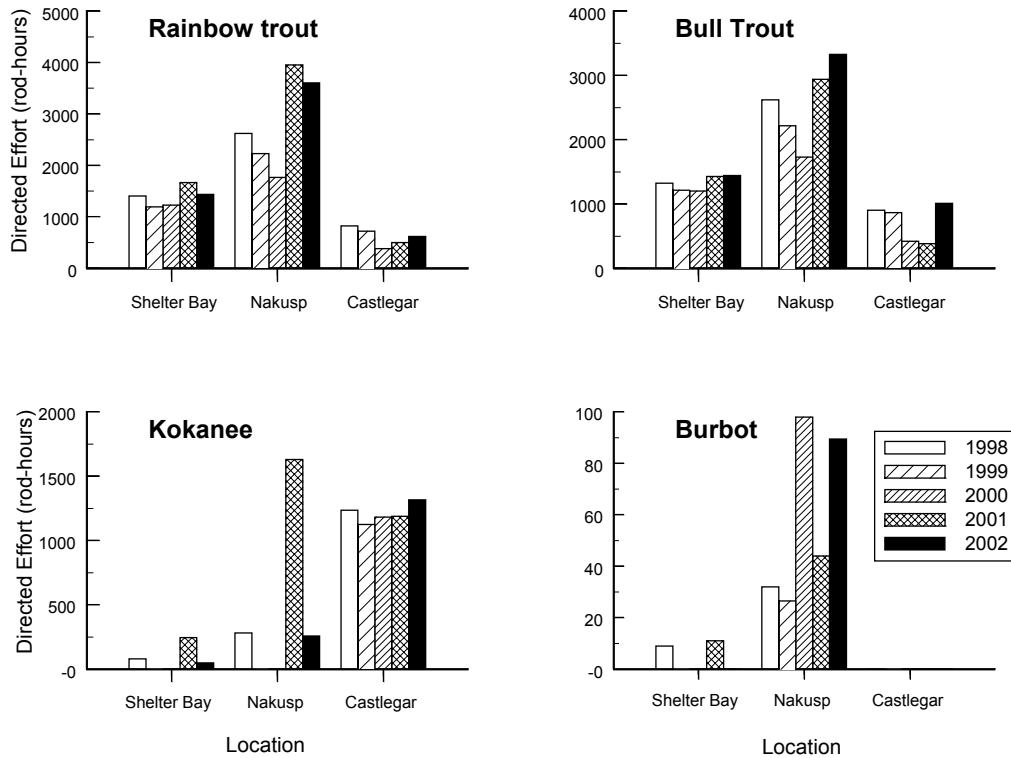 Rainbow trout
Directed Effort (rod-hours)
5000
4000
3000
2000
1000
0
Shelter Bay
Nakusp
Castlegar
Bull Trout
4000
3000
2000
1000
0
Shelter Bay
Nakusp
Castlegar
Kokanee
Directed Effort (rod-hours)
2000
1500
1000
500
-0
Shelter Bay
Nakusp
Castlegar
Location
Burbot
100
80
60
40
20
-0
Shelter Bay
Nakusp
Castlegar
Location
1998
1999
2000
2001
2002